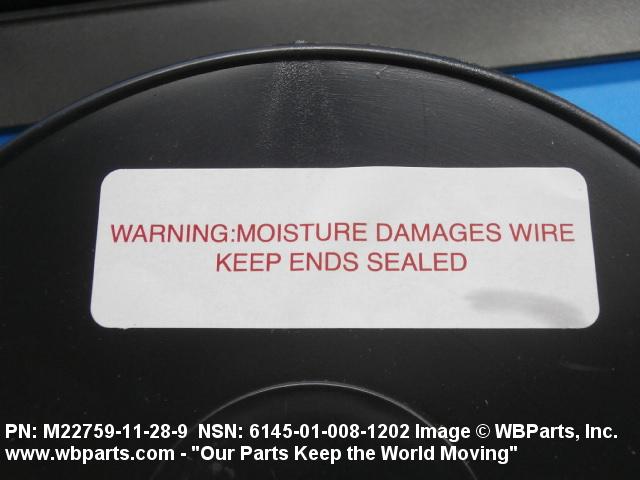 WARNING:MOISTURE DAMAGES WIRE
KEEP ENDS SEALED
PN: M22759-11-28-9 NSN: 6145-01-008-1202 Image © WBParts, Inc.
www.wbparts.com - "Our Parts Keep the World Moving"